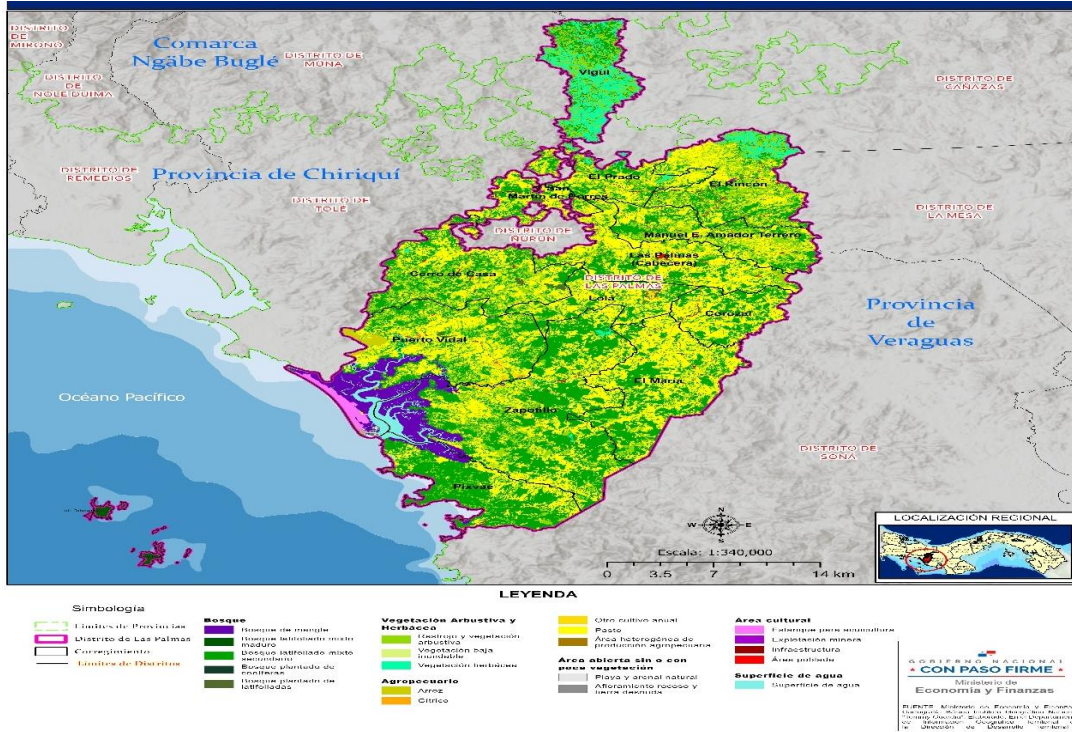 DISTRITO
DE
MIRONO
Comarca
Ngäbe Buglé
DISTRITO DE
MÜNA
DISTRITO
DE
NOLE DUIMA
Vigui
DISTRITO DE
CAÑAZAS
DISTRITO DE
REMEDIOS
Provincia de Chiriquí
DISTRITO DE
TOLÉ
El Prado
El Rincón
San
Martín de Porres
DISTRITO DE
LA MESA
DISTRITO DE
ÑÜRÜN
Manuel E. Amador Terrero
Las Palmas
(Cabecera)
Cerro de Casa
DISTRITO DE
LAS PALMAS
Lolá
Corozal
Provincia
de
Veraguas
Puerto Vidal
El María
Océano Pacífico
Zapotillo
DISTRITO DE
SONÁ
Pixvae
N
W
E
S
Escala: 1:340,000
0 3.5 7 14 km
LOCALIZACIÓN REGIONAL
LEYENDA
Simbología
Límites de Provincias
Distrito de Las Palmas
Corregimiento
Límites de Distritos
Bosque
Bosque de mangle
Bosque latifoliado mixto
maduro
Bosque latifoliado mixto
secundario
Bosque plantado de
coníferas
Bosque plantado de
latifoliadas
Vegetación Arbustiva y
Herbácea
Rastrojo y vegetación
arbustiva
Vegetación baja
inundable
Vegetación herbácea
Agropecuario
Arroz
Cítrico
Otro cultivo anual
Pasto
Área heterogénea de
producción agropecuaria
Área abierta sin o con
poca vegetación
Playa y arenal natural
Afloramiento rocoso y
tierra desnuda
Área cultural
Estanque para acuicultura
Explotación minera
Infraestructura
Área poblada
Superficie de agua
Superficie de agua
GOBIERNO NACIONAL
CON PASO FIRME
Ministerio de
Economía y Finanzas
FUENTE: Ministerio de Economía y Finanzas